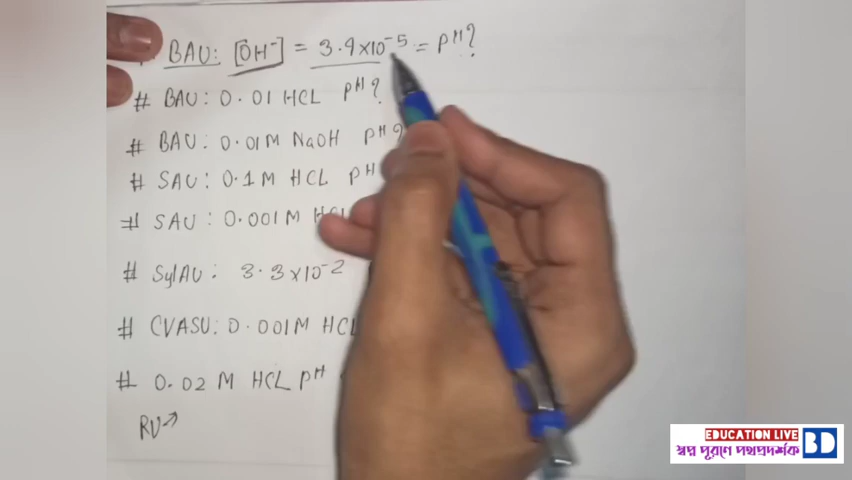 # BAU: [OH⁻] = 3.9×10⁻⁵ = pH?
# BAU: 0.01 HCL pH?
# BAU: 0.01M NaOH pH?
# SAU: 0.1M HCL pH
# SAU: 0.001M HCL
# SylAU: 3.3×10⁻²
# CVASU: 0.001M HCL
# 0.02 M HCL pH
RU→
EDUCATION LIVE
স্বপ্ন পূরণে পথপ্রদর্শক BD